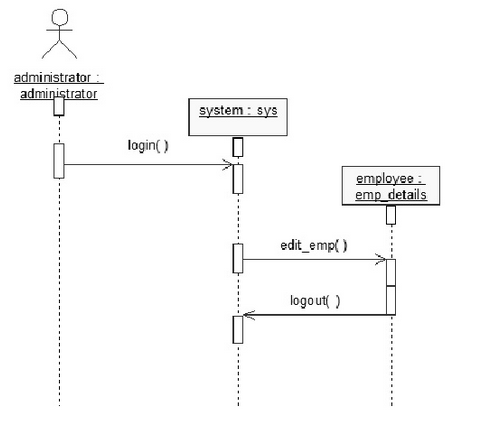 administrator :
administrator
system : sys
login( )
employee :
emp_details
edit_emp( )
logout( )